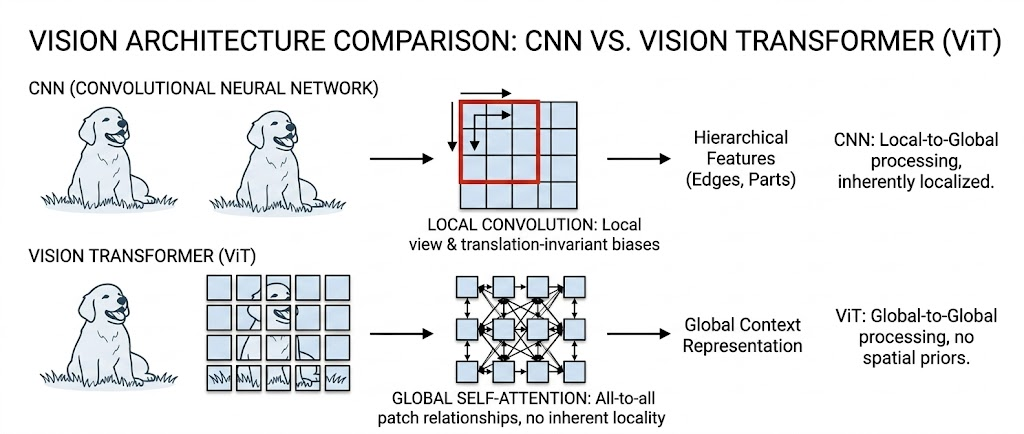 VISION ARCHITECTURE COMPARISON: CNN VS. VISION TRANSFORMER (ViT)
CNN (CONVOLUTIONAL NEURAL NETWORK)
LOCAL CONVOLUTION: Local
view & translation-invariant biases
Hierarchical
Features
(Edges, Parts)
CNN: Local-to-Global
processing,
inherently localized.
VISION TRANSFORMER (ViT)
GLOBAL SELF-ATTENTION: All-to-all
patch relationships, no inherent locality
Global Context
Representation
ViT: Global-to-Global
processing, no
spatial priors.